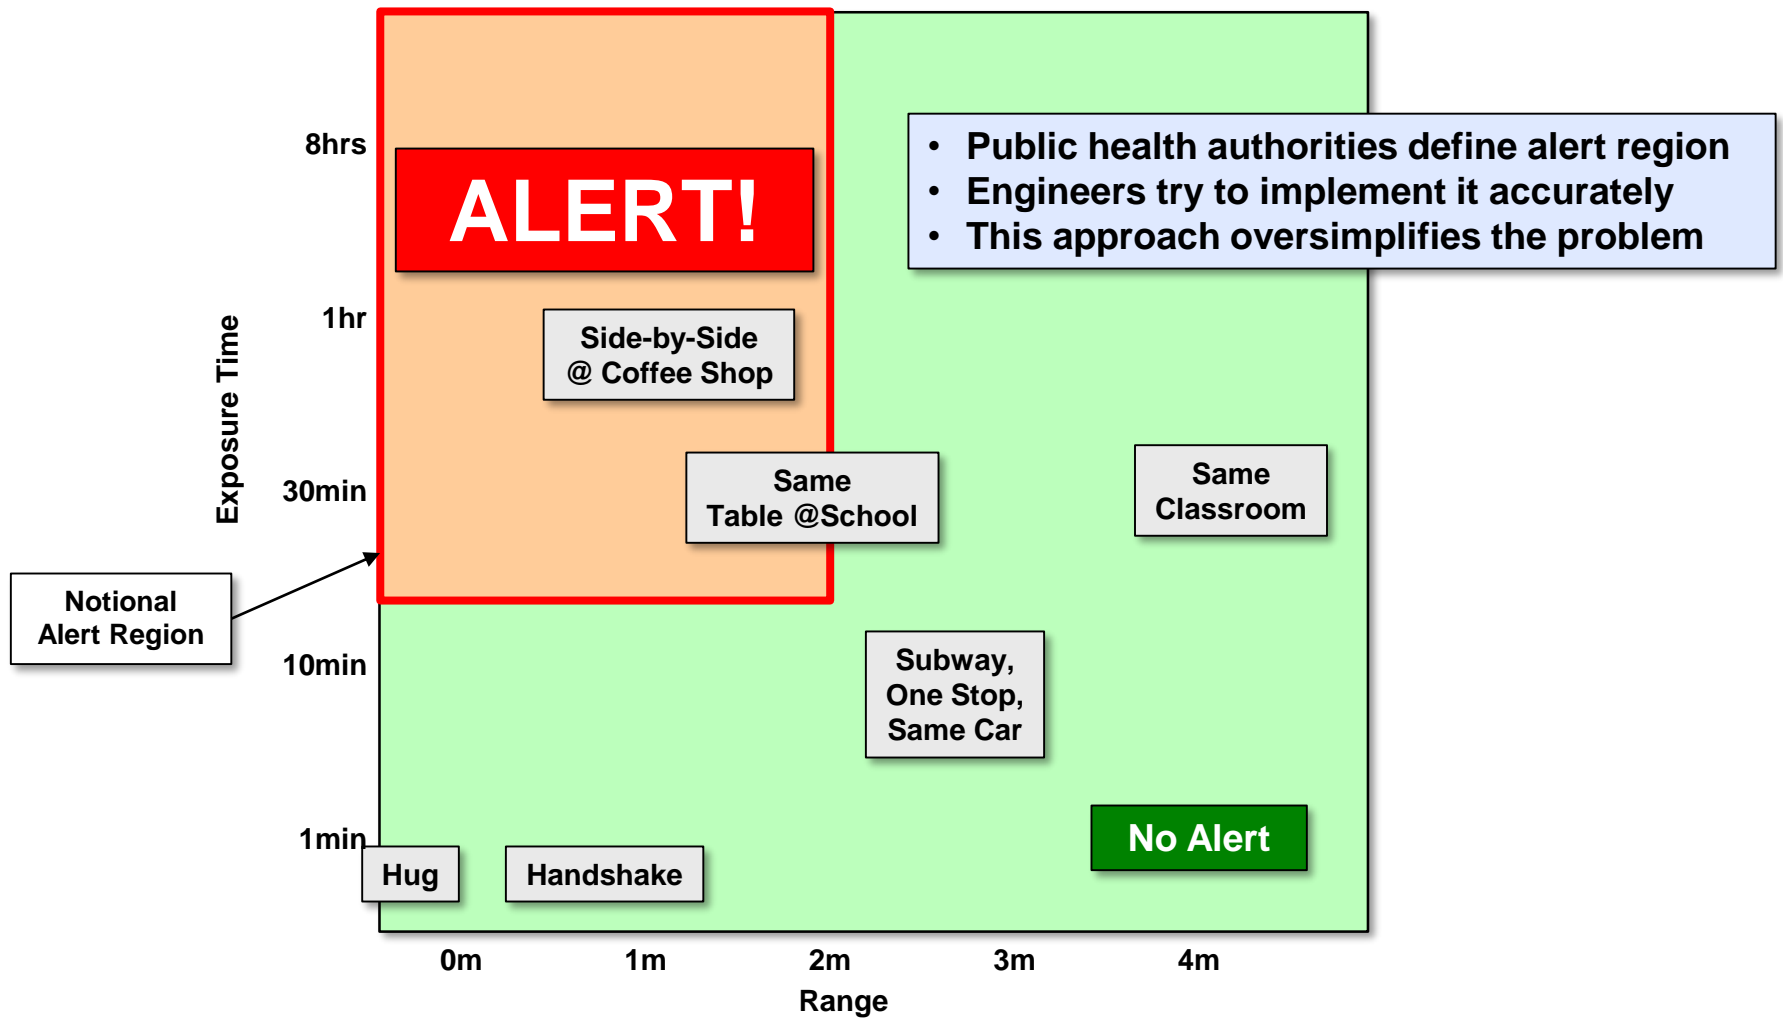 8hrs
ALERT!
• Public health authorities define alert region
• Engineers try to implement it accurately
• This approach oversimplifies the problem
1hr
Side-by-Side
@ Coffee Shop
Exposure Time
30min
Same
Table @School
Same
Classroom
Notional
Alert Region
10min
Subway,
One Stop,
Same Car
1min
No Alert
Hug
Handshake
0m
1m
2m
3m
4m
Range